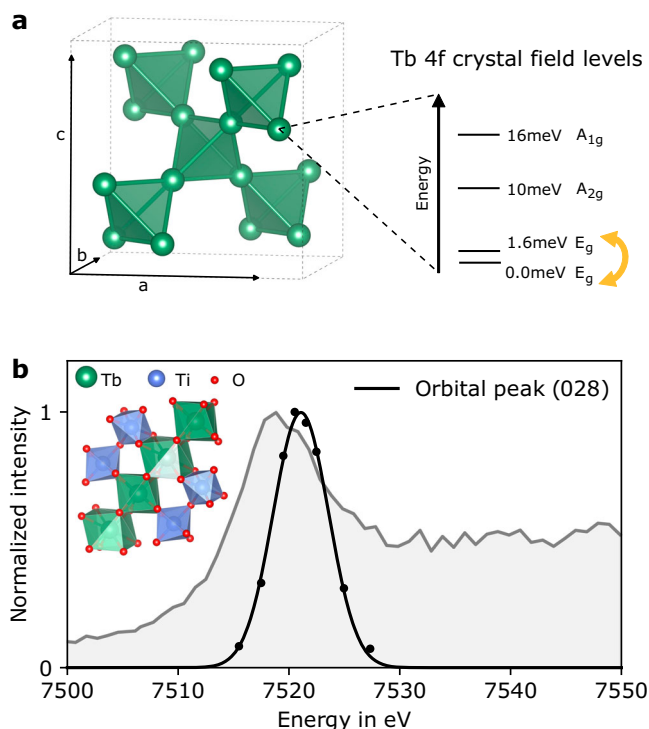 a
Tb 4f crystal field levels
c
b
a
Energy
16meV A1g
10meV A2g
1.6meV Eg
0.0meV Eg
b
Tb Ti O
Orbital peak (028)
Normalized intensity
1
0
7500 7510 7520 7530 7540 7550
Energy in eV